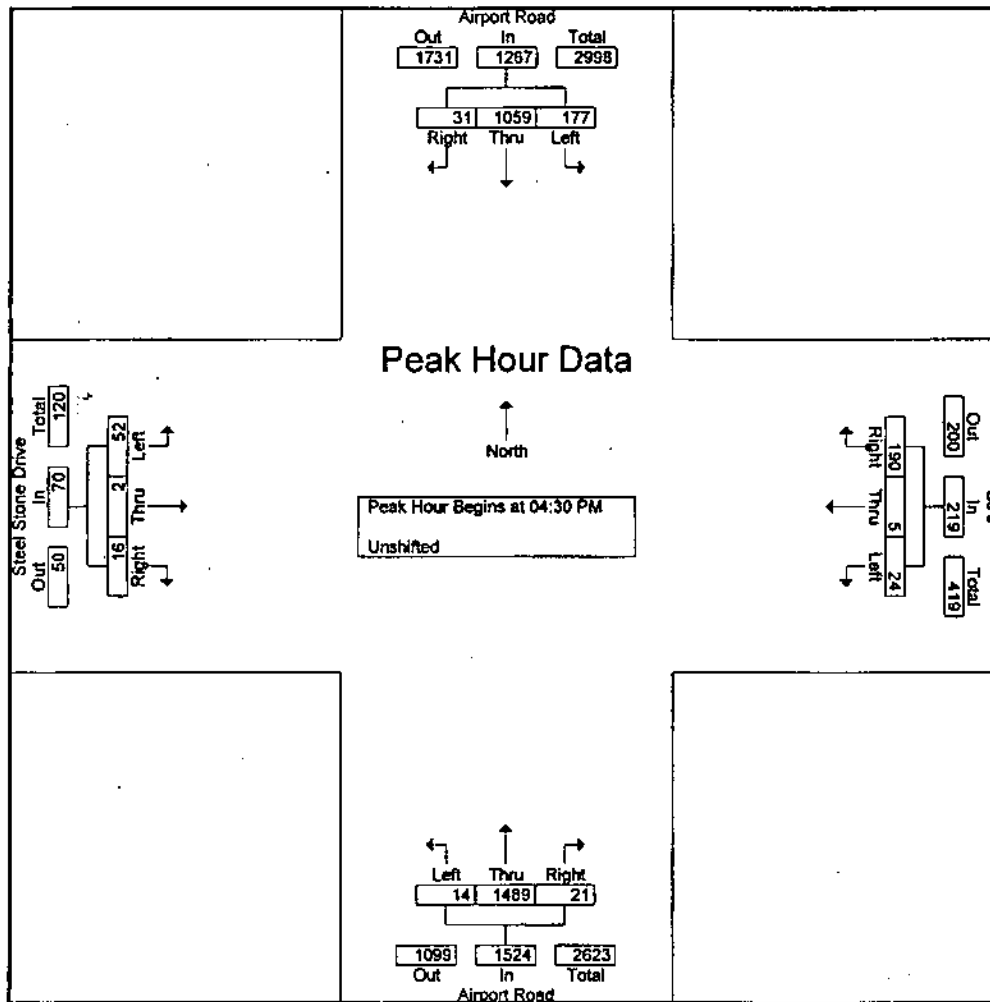 Airport Road
Out In Total
1731 1267 2998
31 1059 177
Right Thru Left
Peak Hour Data
North
Peak Hour Begins at 04:30 PM
Unshifted
Steel Stone Drive
Out In Total
50 70 120
16 2 52
Right Thru Left
Out In Total
200 219 419
190 5 24
Right Thru Left
Left Thru Right
14 1489 21
1099 1524 2623
Out In Total
Airport Road